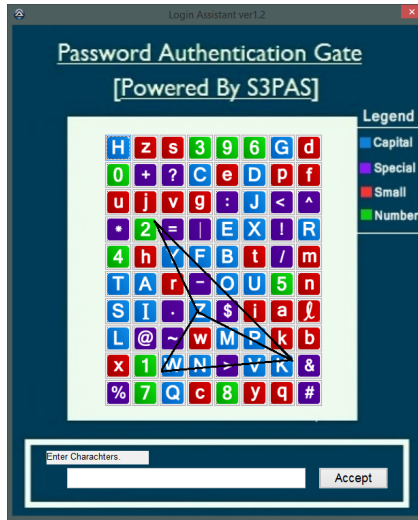 Login Assistant ver1.2
Password Authentication Gate
[Powered By S3PAS]
Legend
Capital
Special
Small
Number
H z s 3 9 6 G d
0 + ? C e D p f
u j v g : J < ^
* 2 = | E X ! R
4 h Y F B t / m
T A r - O U 5 n
S I . Z $ i a ℓ
L @ ~ w M P k b
x 1 W N > V K &
% 7 Q c 8 y q #
Enter Charachters.
Accept